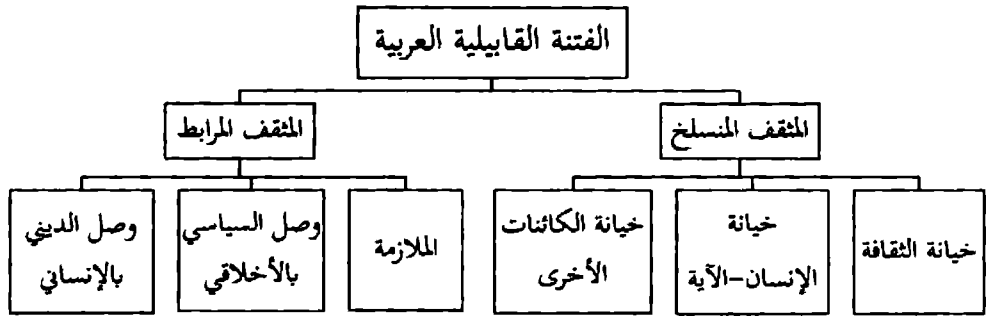 الفتنة القابيلية العربية
المثقف المنسلخ
المثقف المرابط
خيانة الثقافة
خيانة
الإنسان-الآية
خيانة الكائنات
الأخرى
الملازمة
وصل السياسي
بالأخلاقي
وصل الديني
بالإنساني